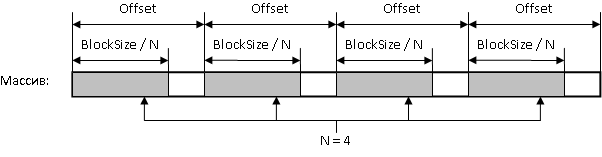 Offset Offset Offset Offset
BlockSize / N BlockSize / N BlockSize / N BlockSize / N
Массив:
N = 4